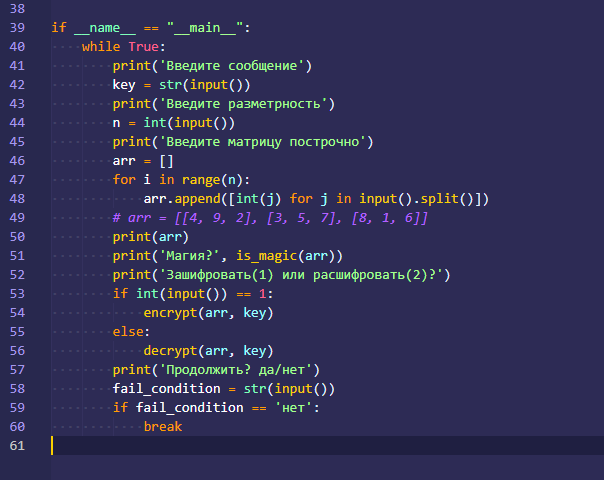 38
39 if __name__ == "__main__":
40     while True:
41         print('Введите сообщение')
42         key = str(input())
43         print('Введите разметрность')
44         n = int(input())
45         print('Введите матрицу построчно')
46         arr = []
47         for i in range(n):
48             arr.append([int(j) for j in input().split()])
49         # arr = [[4, 9, 2], [3, 5, 7], [8, 1, 6]]
50         print(arr)
51         print('Магия?', is_magic(arr))
52         print('Зашифровать(1) или расшифровать(2)?')
53         if int(input()) == 1:
54             encrypt(arr, key)
55         else:
56             decrypt(arr, key)
57         print('Продолжить? да/нет')
58         fail_condition = str(input())
59         if fail_condition == 'нет':
60             break
61